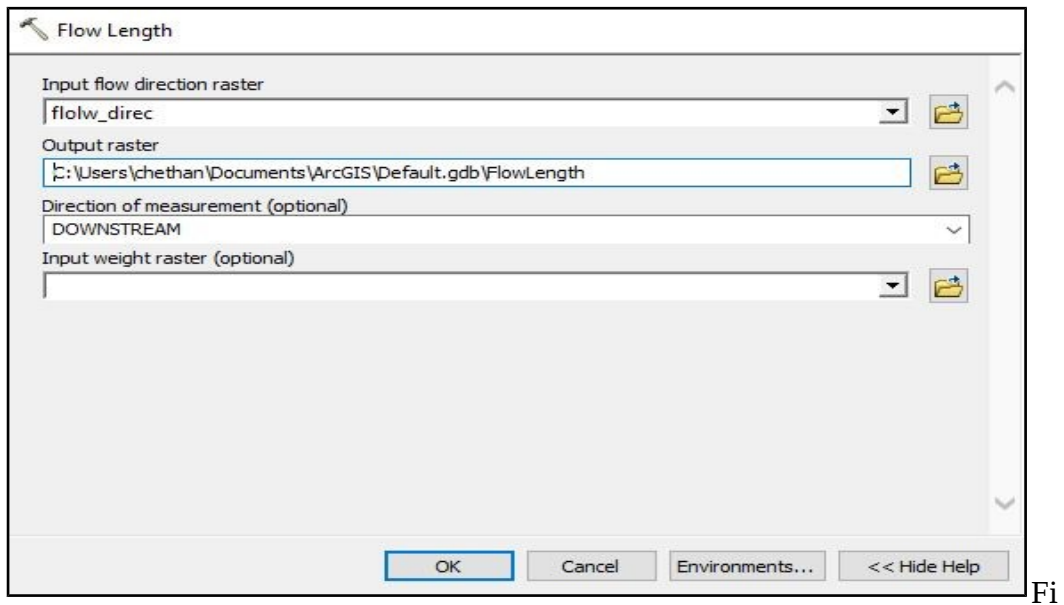 Flow Length
Input flow direction raster
flolw_direc
Output raster
C:\Users\chethan\Documents\ArcGIS\Default.gdb\FlowLength
Direction of measurement (optional)
DOWNSTREAM
Input weight raster (optional)
OK Cancel Environments... << Hide Help
Fi